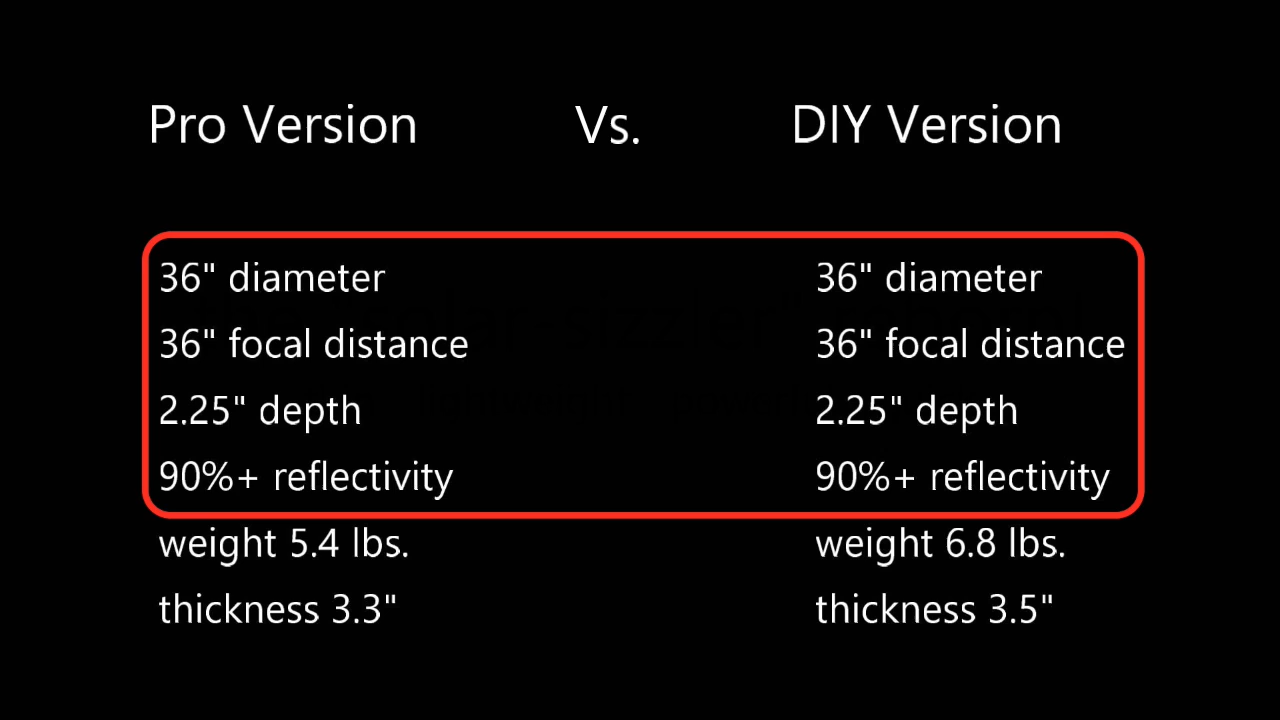 Pro Version Vs. DIY Version
36" diameter 36" diameter
36" focal distance 36" focal distance
2.25" depth 2.25" depth
90%+ reflectivity 90%+ reflectivity
weight 5.4 lbs. weight 6.8 lbs.
thickness 3.3" thickness 3.5"